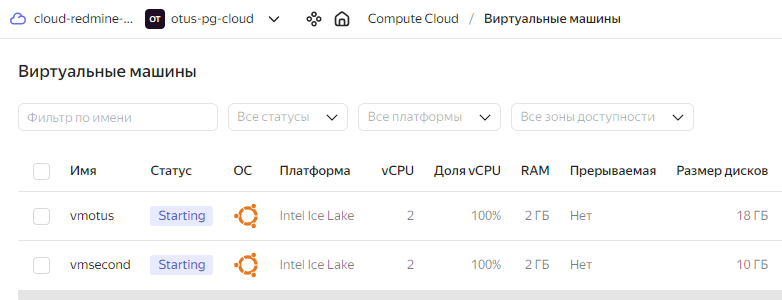 cloud-redmine-... OT otus-pg-cloud Compute Cloud / Виртуальные машины
Виртуальные машины
Фильтр по имени Все статусы Все платформы Все зоны доступности
Имя Статус ОС Платформа vCPU Доля vCPU RAM Прерываемая Размер дисков
vmotus Starting Intel Ice Lake 2 100% 2 ГБ Нет 18 ГБ
vmsecond Starting Intel Ice Lake 2 100% 2 ГБ Нет 10 ГБ